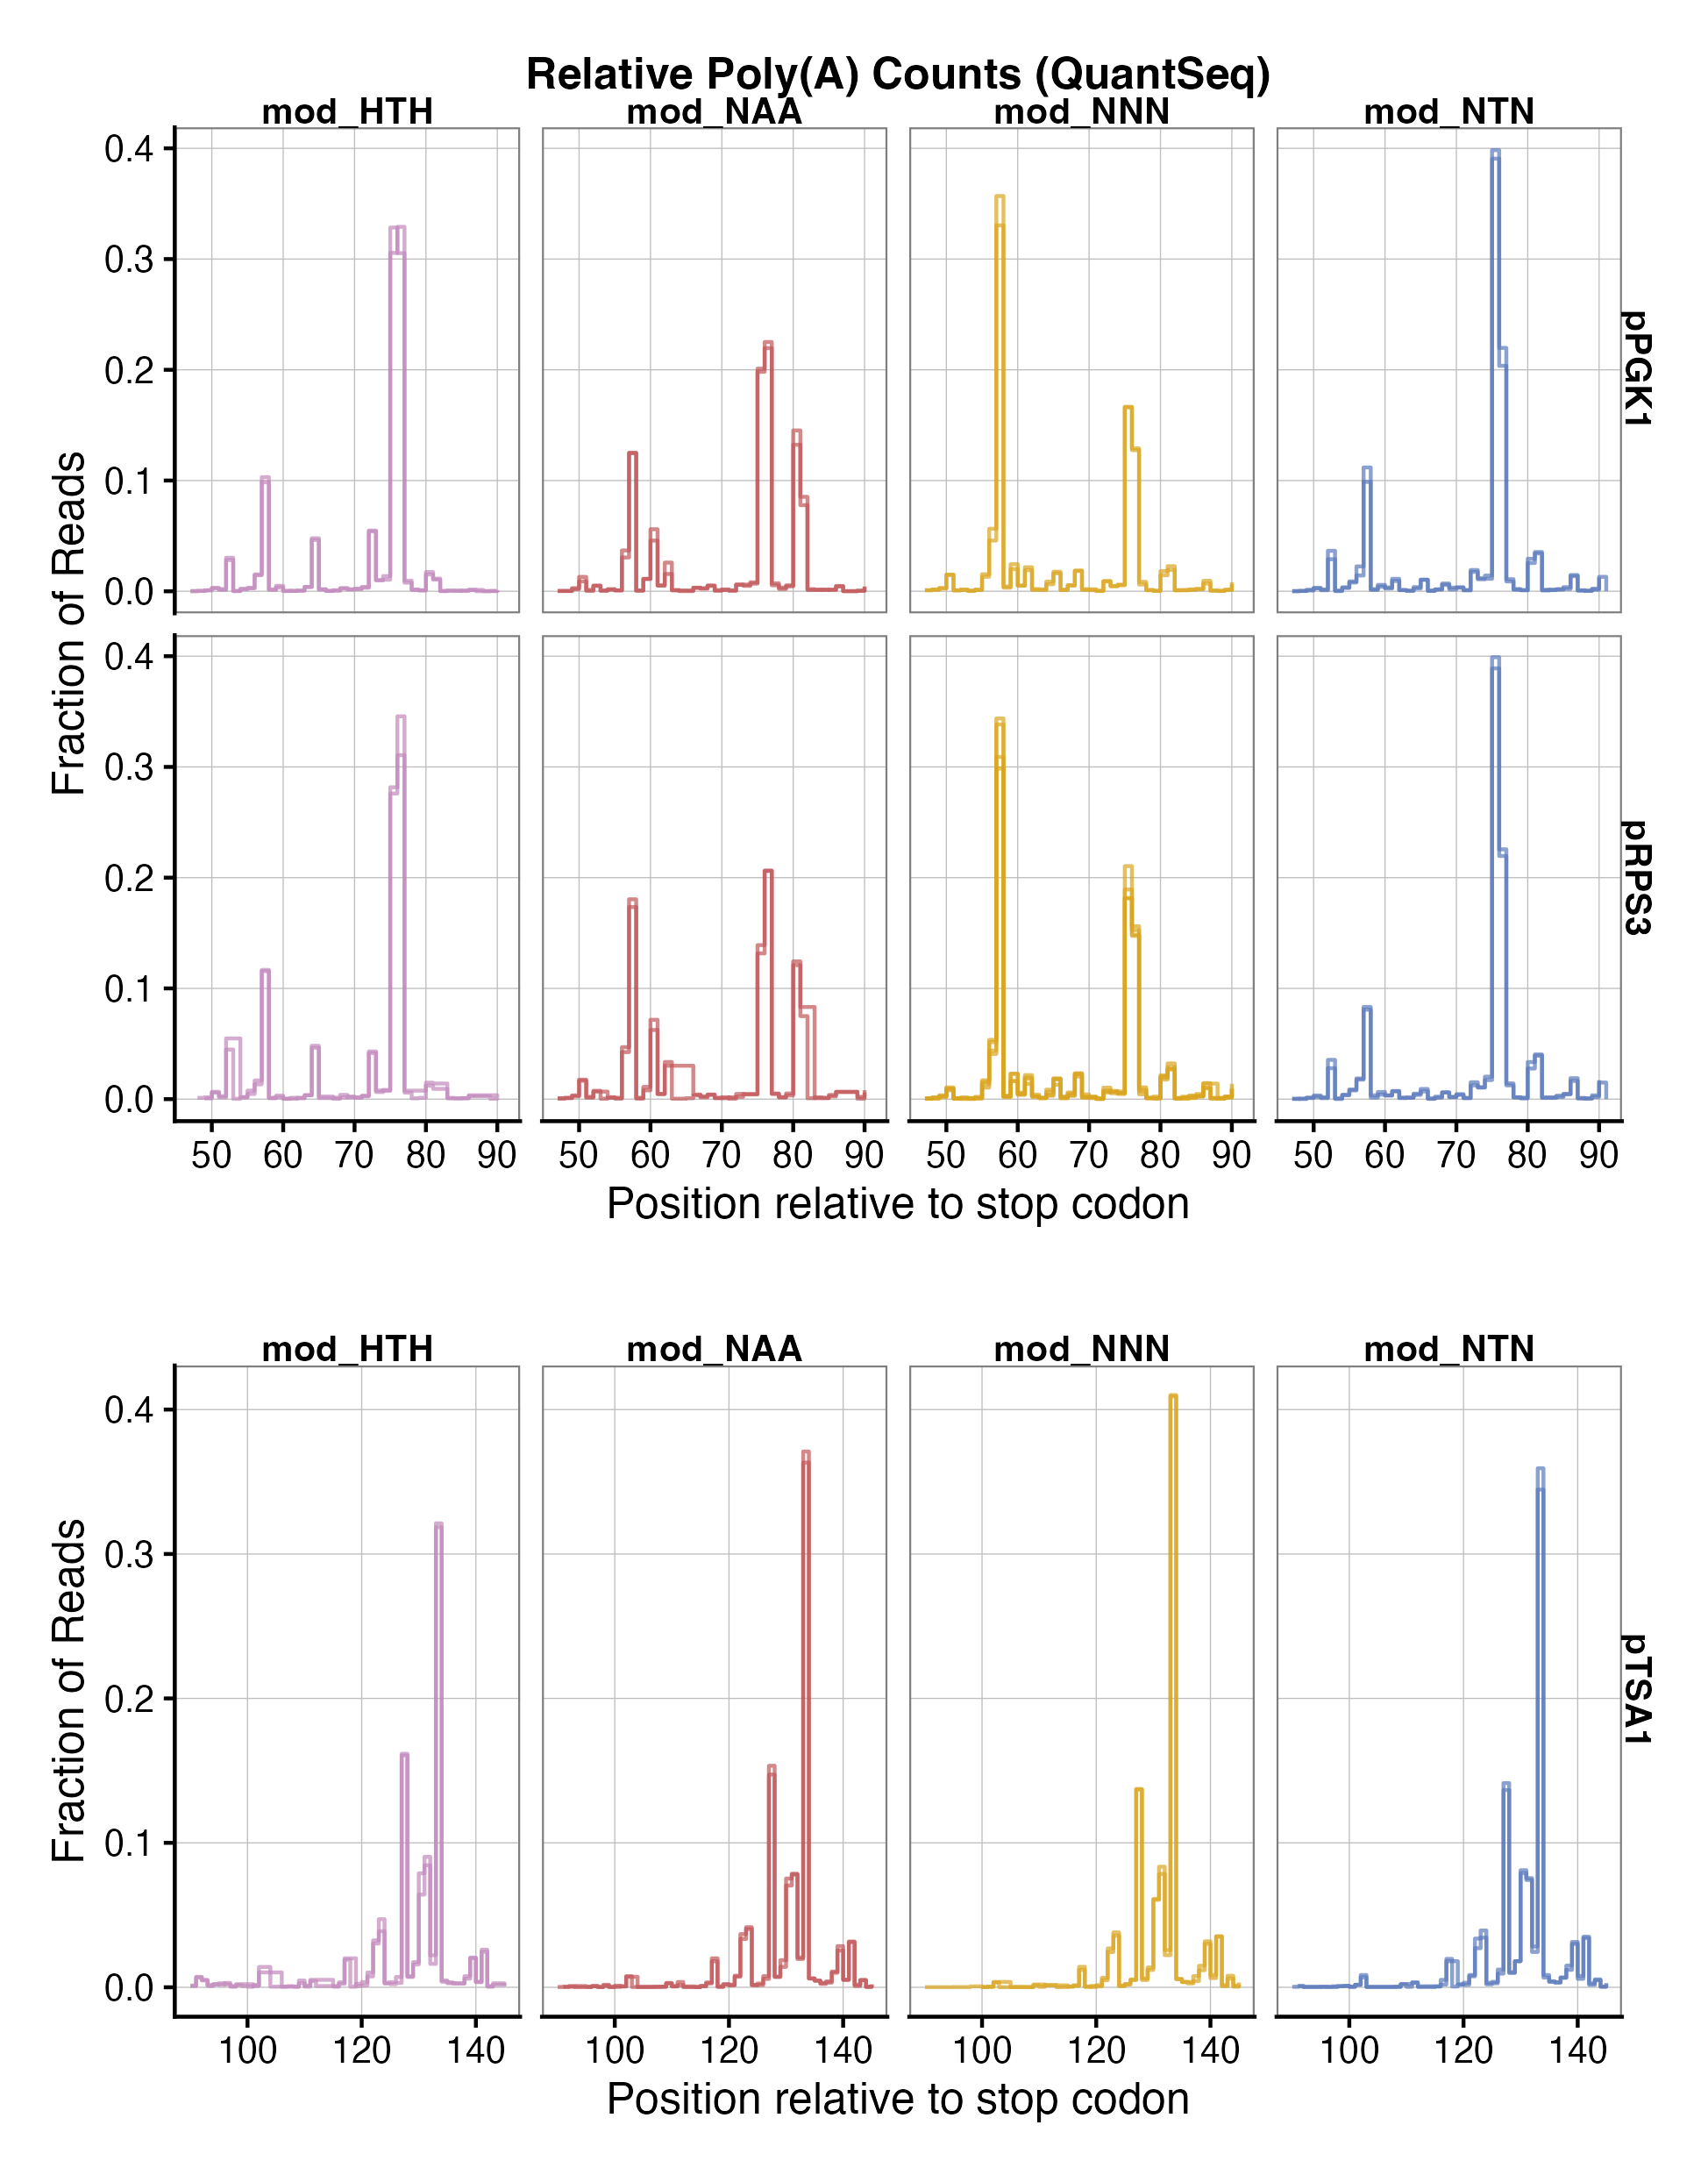 Relative Poly(A) Counts (QuantSeq)
mod_HTH mod_NAA mod_NNN mod_NTN
0.4
0.3
0.2
0.1
0.0
pPGK1
Fraction of Reads
0.4
0.3
0.2
0.1
0.0
pRPS3
50 60 70 80 90 50 60 70 80 90 50 60 70 80 90 50 60 70 80 90
Position relative to stop codon
mod_HTH mod_NAA mod_NNN mod_NTN
0.4
0.3
0.2
0.1
0.0
Fraction of Reads
pTSA1
100 120 140 100 120 140 100 120 140 100 120 140
Position relative to stop codon